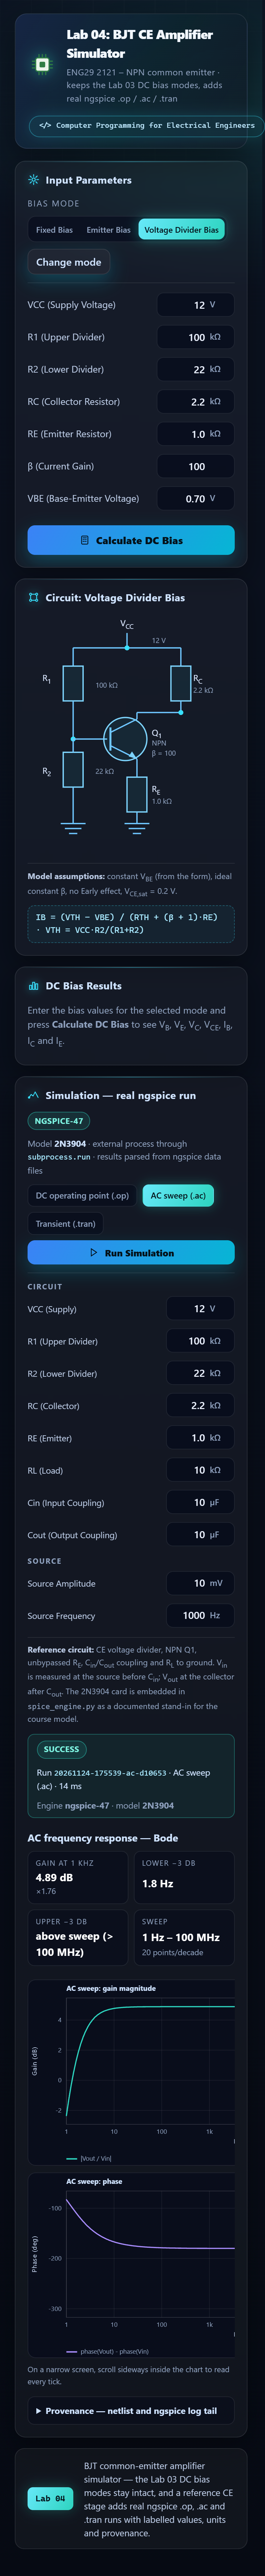 Lab 04: BJT CE Amplifier
Simulator
ENG29 2121 – NPN common emitter ·
keeps the Lab 03 DC bias modes, adds
real ngspice .op / .ac / .tran
</> Computer Programming for Electrical Engineers
Input Parameters
BIAS MODE
Fixed Bias Emitter Bias Voltage Divider Bias
Change mode
VCC (Supply Voltage) 12 V
R1 (Upper Divider) 100 kΩ
R2 (Lower Divider) 22 kΩ
RC (Collector Resistor) 2.2 kΩ
RE (Emitter Resistor) 1.0 kΩ
β (Current Gain) 100
VBE (Base-Emitter Voltage) 0.70 V
Calculate DC Bias
Circuit: Voltage Divider Bias
VCC
12 V
R1
100 kΩ
RC
2.2 kΩ
Q1
NPN
β = 100
R2
22 kΩ
RE
1.0 kΩ
Model assumptions: constant VBE (from the form), ideal
constant β, no Early effect, VCE,sat = 0.2 V.
IB = (VTH − VBE) / (RTH + (β + 1)·RE)
· VTH = VCC·R2/(R1+R2)
DC Bias Results
Enter the bias values for the selected mode and
press Calculate DC Bias to see VB, VE, VC, VCE, IB,
IC and IE.
Simulation — real ngspice run
NGSPICE-47
Model 2N3904 · external process through
subprocess.run · results parsed from ngspice data
files
DC operating point (.op) AC sweep (.ac)
Transient (.tran)
Run Simulation
CIRCUIT
VCC (Supply) 12 V
R1 (Upper Divider) 100 kΩ
R2 (Lower Divider) 22 kΩ
RC (Collector) 2.2 kΩ
RE (Emitter) 1.0 kΩ
RL (Load) 10 kΩ
Cin (Input Coupling) 10 µF
Cout (Output Coupling) 10 µF
SOURCE
Source Amplitude 10 mV
Source Frequency 1000 Hz
Reference circuit: CE voltage divider, NPN Q1,
unbypassed RE, Cin/Cout coupling and RL to ground. Vin
is measured at the source before Cin; Vout at the collector
after Cout. The 2N3904 card is embedded in
spice_engine.py as a documented stand-in for the
course model.
SUCCESS
Run 20261124-175539-ac-d10653 · AC sweep
(.ac) · 14 ms
Engine ngspice-47 · model 2N3904
AC frequency response — Bode
GAIN AT 1 KHZ
4.89 dB
×1.76
LOWER −3 DB
1.8 Hz
UPPER −3 DB
above sweep (>
100 MHz)
SWEEP
1 Hz – 100 MHz
20 points/decade
AC sweep: gain magnitude
Gain (dB)
4
2
0
-2
1 10 100 1k
|Vout / Vin|
AC sweep: phase
Phase (deg)
-100
-200
-300
1 10 100 1k
phase(Vout) - phase(Vin)
On a narrow screen, scroll sideways inside the chart to read
every tick.
▶ Provenance — netlist and ngspice log tail
Lab 04
BJT common-emitter amplifier
simulator — the Lab 03 DC bias
modes stay intact, and a reference CE
stage adds real ngspice .op, .ac and
.tran runs with labelled values, units
and provenance.